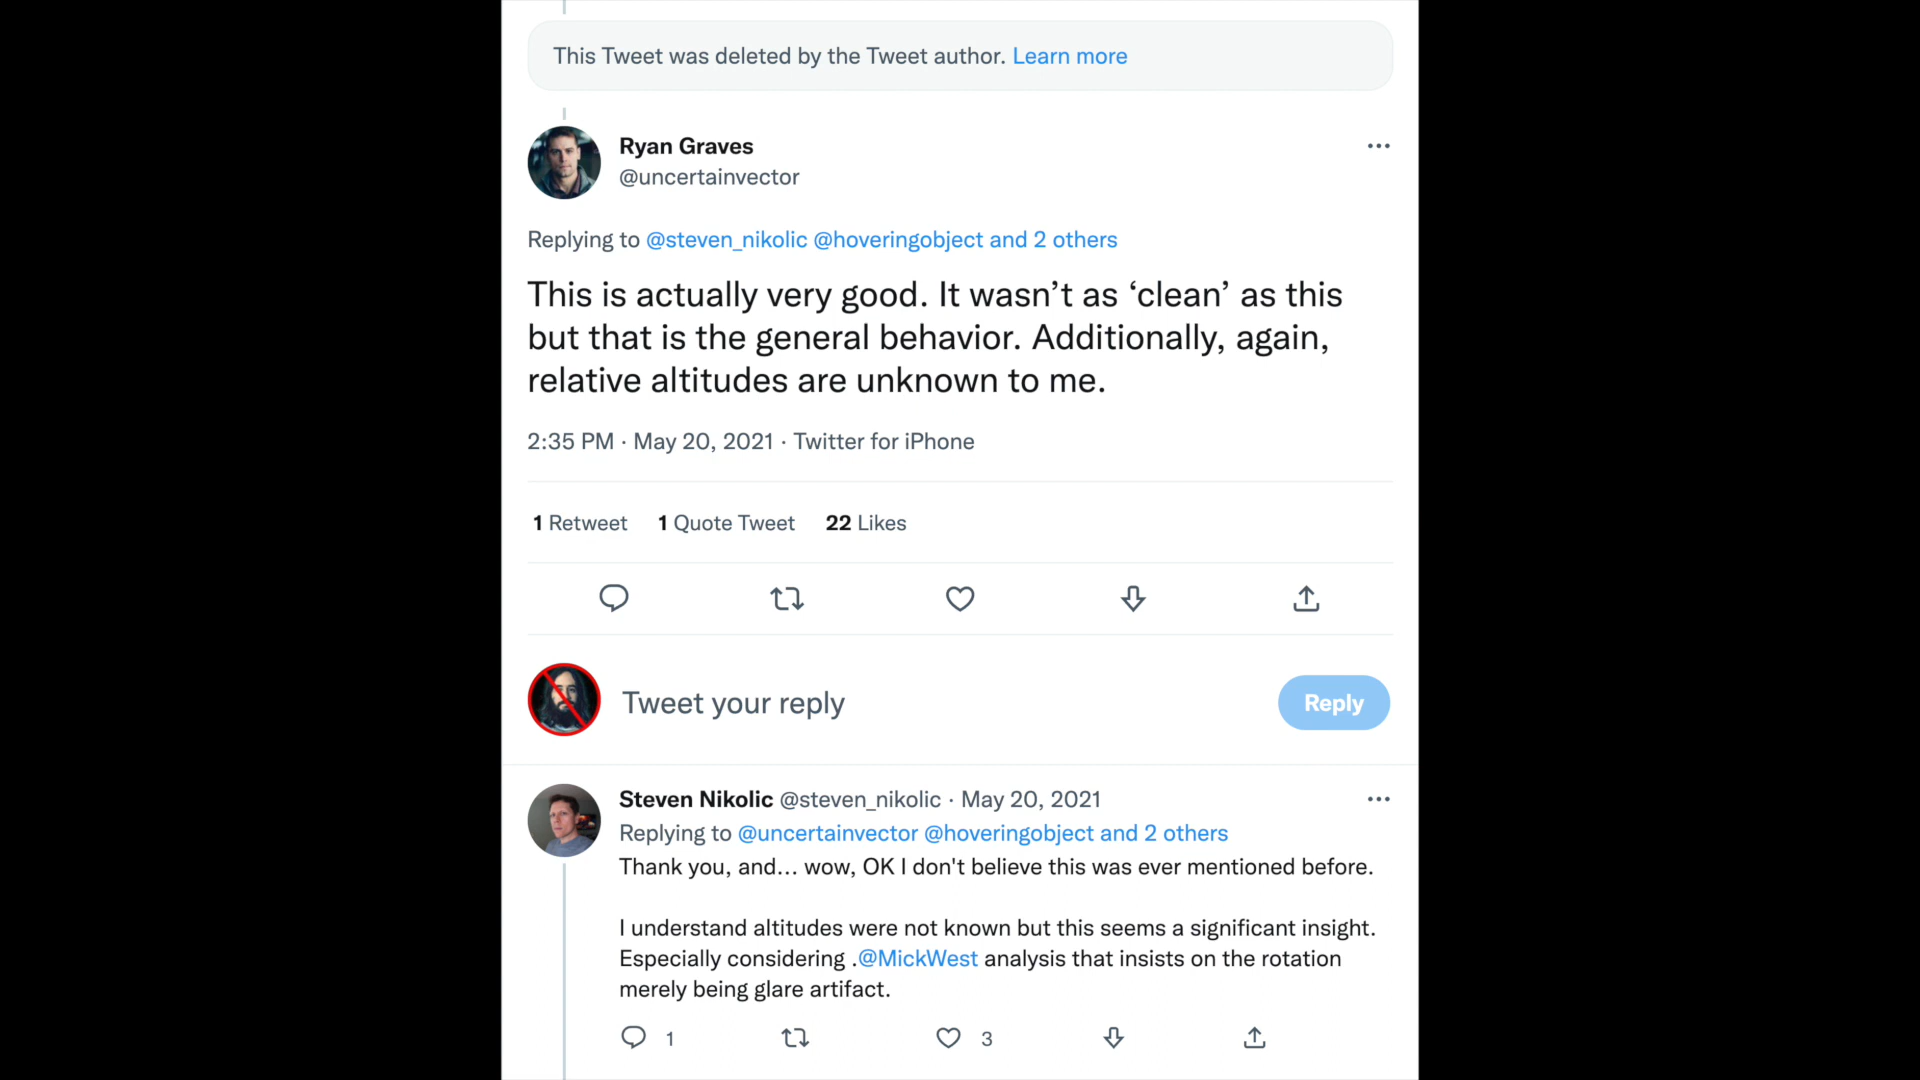 This Tweet was deleted by the Tweet author. Learn more
Ryan Graves
@uncertainvector
Replying to @steven_nikolic @hoveringobject and 2 others
This is actually very good. It wasn’t as ‘clean’ as this
but that is the general behavior. Additionally, again,
relative altitudes are unknown to me.
2:35 PM · May 20, 2021 · Twitter for iPhone
1 Retweet 1 Quote Tweet 22 Likes
Tweet your reply
Reply
Steven Nikolic @steven_nikolic · May 20, 2021
Replying to @uncertainvector @hoveringobject and 2 others
Thank you, and... wow, OK I don't believe this was ever mentioned before.
I understand altitudes were not known but this seems a significant insight.
Especially considering .@MickWest analysis that insists on the rotation
merely being glare artifact.
1 3